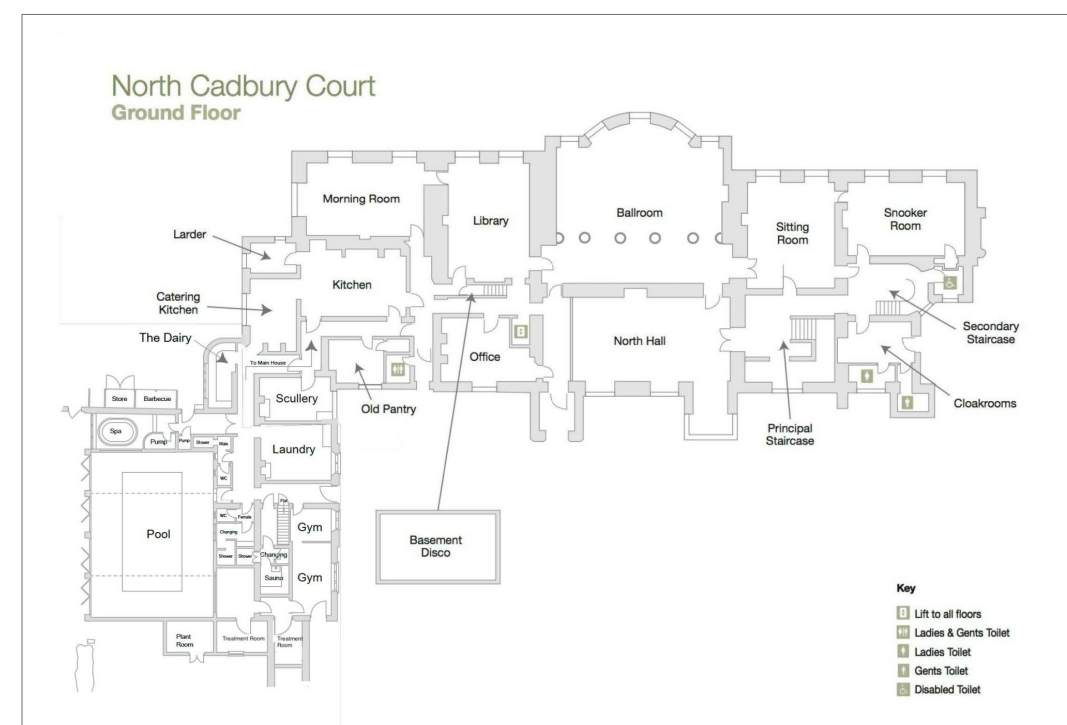 North Cadbury Court
Ground Floor
Morning Room
Library
Ballroom
Sitting
Room
Snooker
Room
Larder
Kitchen
Catering
Kitchen
The Dairy
To Main House
Office
North Hall
Secondary
Staircase
Old Pantry
Cloakrooms
Principal
Staircase
Scullery
Store
Barbecue
Spa
Pump
Pump
Shower
Male
Laundry
WC
WC
Female
Changing
Shower
Shower
Pool
Gym
Changing
Sauna
Gym
Basement
Disco
Plant
Room
Treatment Room
Treatment
Room
Key
Lift to all floors
Ladies & Gents Toilet
Ladies Toilet
Gents Toilet
Disabled Toilet